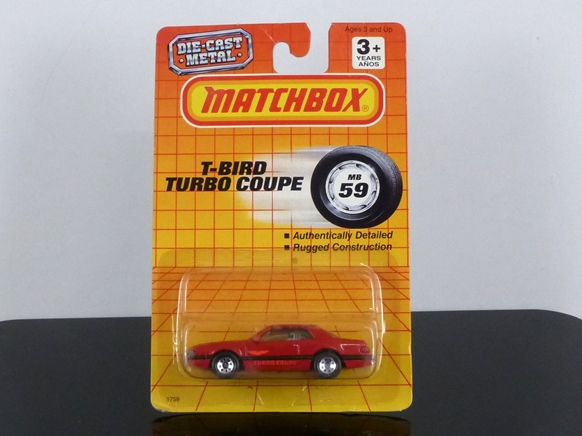 Ages 3 and Up
DIE-CAST
METAL
3+
YEARS
AÑOS
MATCHBOX®
T-BIRD
TURBO COUPE
MB
59
■ Authentically Detailed
■ Rugged Construction